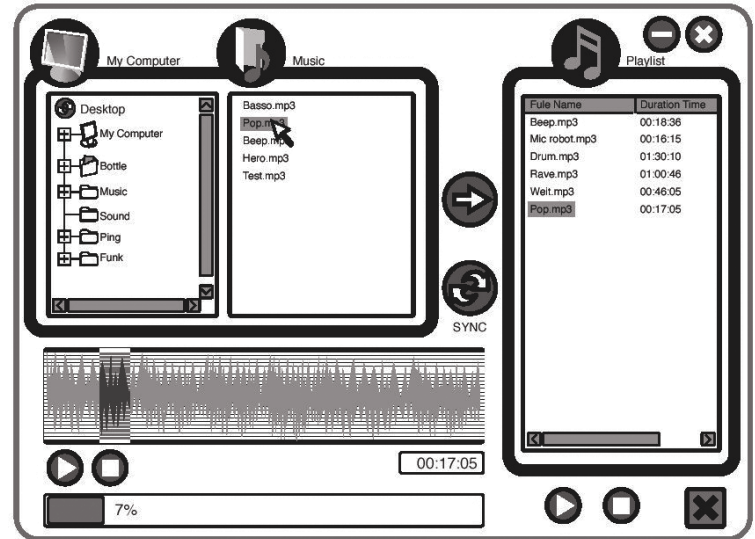 My Computer
Music
Playlist
Desktop
My Computer
Bottle
Music
Sound
Ping
Funk
Basso.mp3
Pop.mp3
Beep.mp3
Hero.mp3
Test.mp3
SYNC
Fule Name Duration Time
Beep.mp3 00:18:36
Mic robot.mp3 00:16:15
Drum.mp3 01:30:10
Rave.mp3 01:00:46
Weit.mp3 00:46:05
Pop.mp3 00:17:05
00:17:05
7%